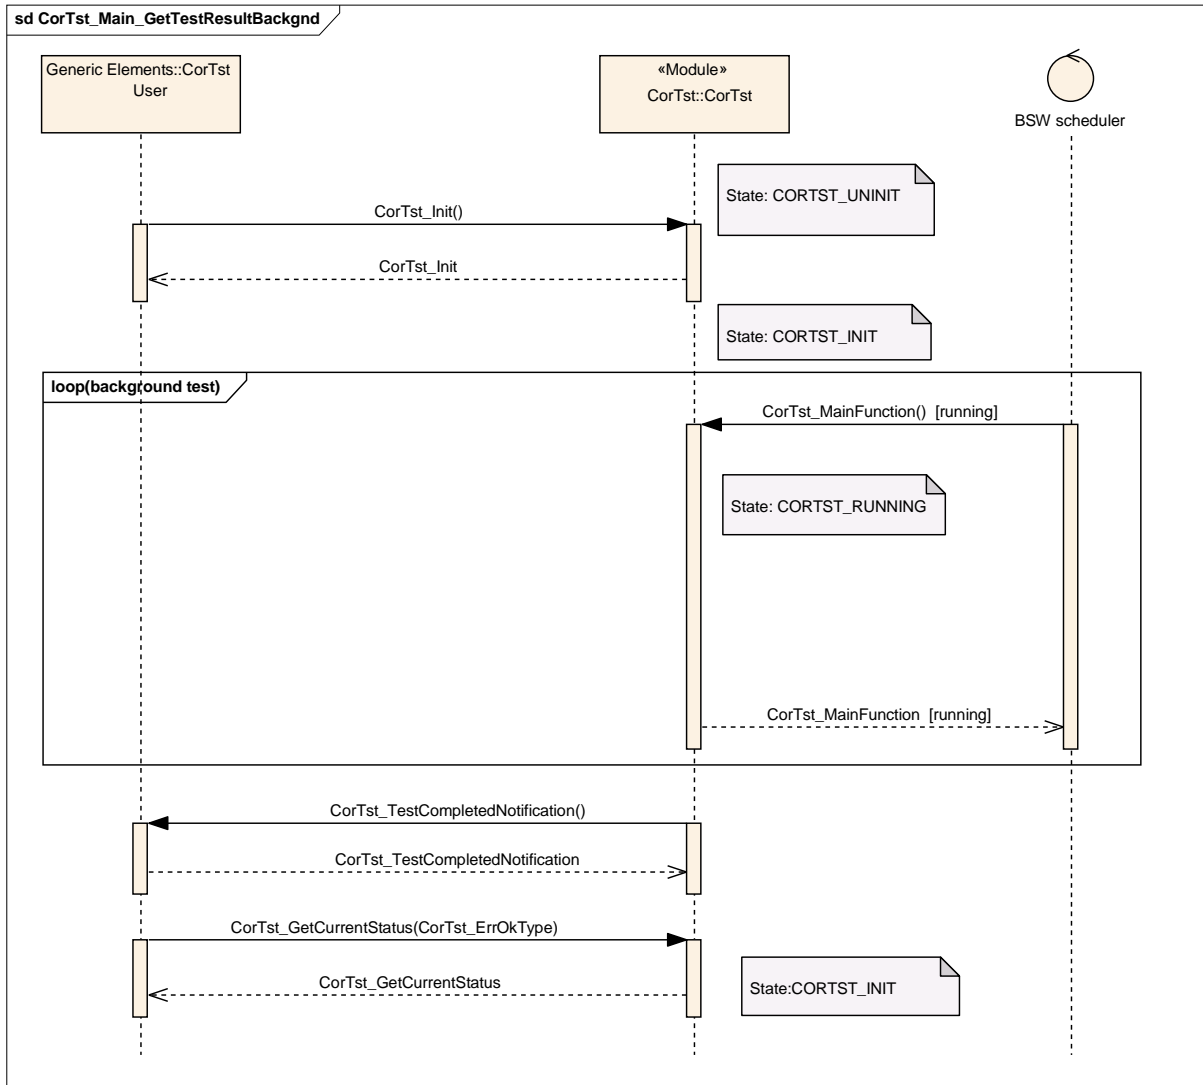 sd CorTst_Main_GetTestResultBackgnd
Generic Elements::CorTst
User
«Module»
CorTst::CorTst
BSW scheduler
State: CORTST_UNINIT
CorTst_Init()
CorTst_Init
State: CORTST_INIT
loop(background test)
CorTst_MainFunction() [running]
State: CORTST_RUNNING
CorTst_MainFunction [running]
CorTst_TestCompletedNotification()
CorTst_TestCompletedNotification
CorTst_GetCurrentStatus(CorTst_ErrOkType)
CorTst_GetCurrentStatus
State:CORTST_INIT